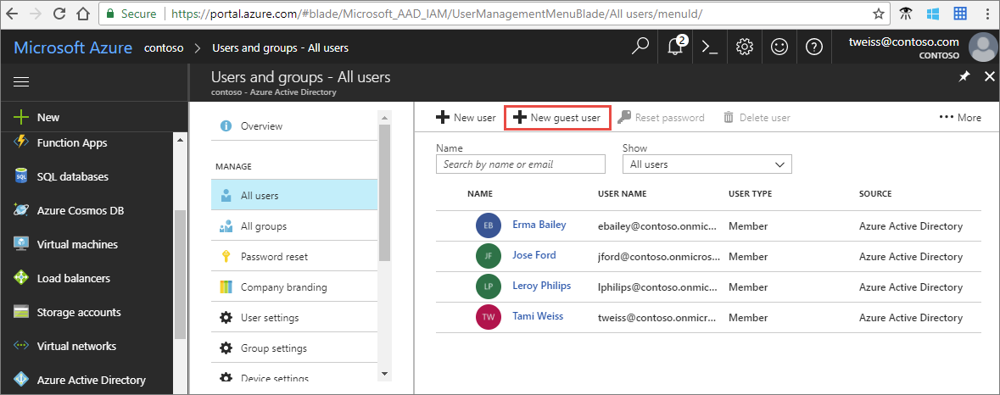 Secure https://portal.azure.com/#blade/Microsoft_AAD_IAM/UserManagementMenuBlade/All users/menuId/
Microsoft Azure contoso > Users and groups - All users
2
tweiss@contoso.com
CONTOSO
Users and groups - All users
contoso - Azure Active Directory
New
Function Apps
SQL databases
Azure Cosmos DB
Virtual machines
Load balancers
Storage accounts
Virtual networks
Azure Active Directory
Overview
MANAGE
All users
All groups
Password reset
Company branding
User settings
Group settings
Device settings
New user New guest user Reset password Delete user More
Name Show
Search by name or email All users
NAME USER NAME USER TYPE SOURCE
EB Erma Bailey ebailey@contoso.onmic... Member Azure Active Directory
JF Jose Ford jford@contoso.onmicros... Member Azure Active Directory
LP Leroy Philips lphilips@contoso.onmic... Member Azure Active Directory
TW Tami Weiss tweiss@contoso.onmicr... Member Azure Active Directory